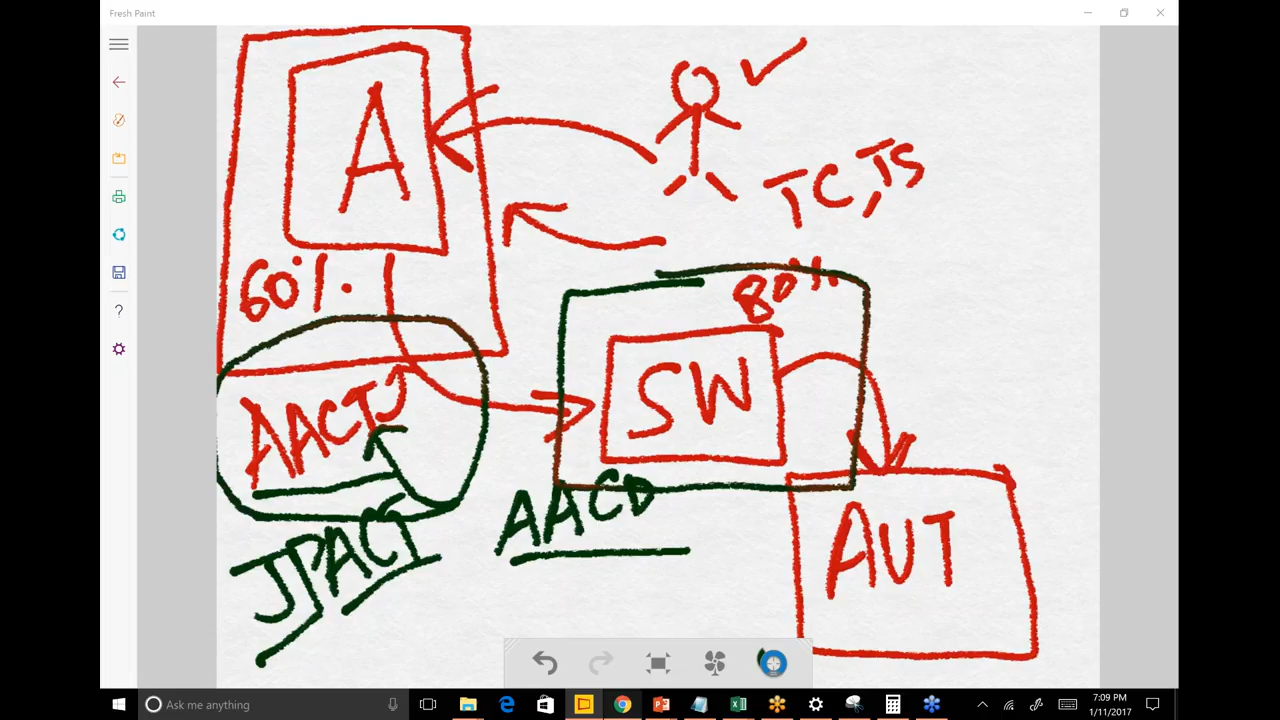 Fresh Paint
A
TC, TS
60%.
80%
SW
AACT
AACD
JPACT
AUT
?
Ask me anything
7:09 PM
1/11/2017